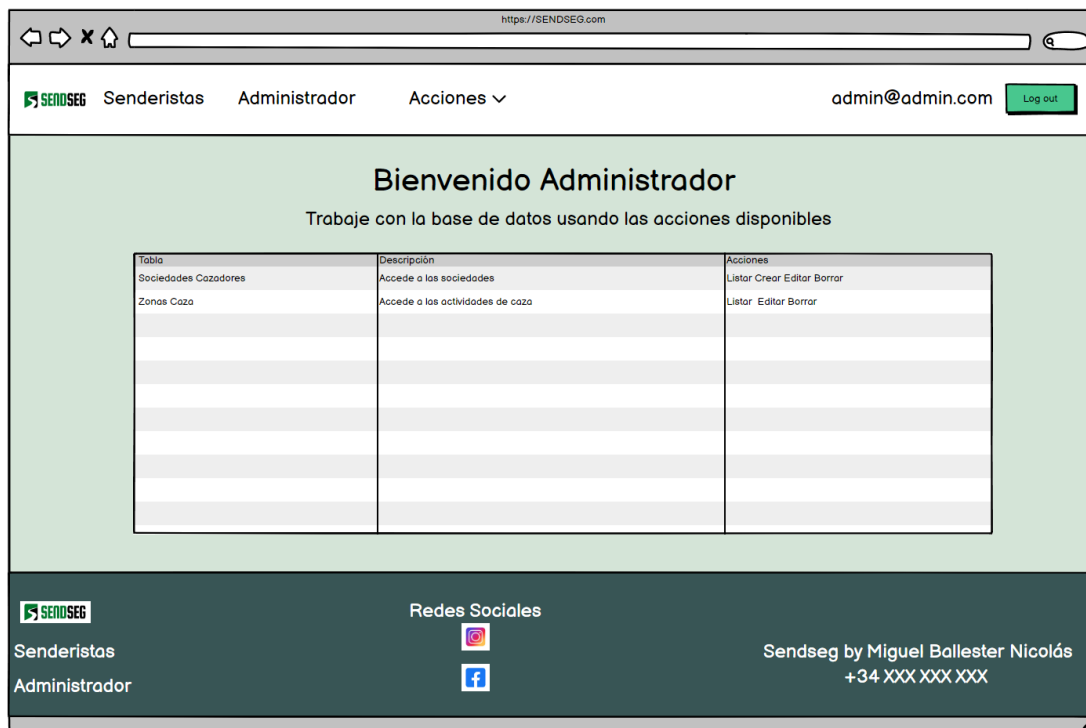 https://SENDSEG.com
SENDSEG Senderistas Administrador Acciones admin@admin.com Log out
Bienvenido Administrador
Trabaje con la base de datos usando las acciones disponibles
Tabla Descripción Acciones
Sociedades Cazadores Accede a las sociedades Listar Crear Editar Borrar
Zonas Caza Accede a las actividades de caza Listar Editar Borrar
SENDSEG
Senderistas
Administrador
Redes Sociales
Sendseg by Miguel Ballester Nicolás
+34 XXX XXX XXX